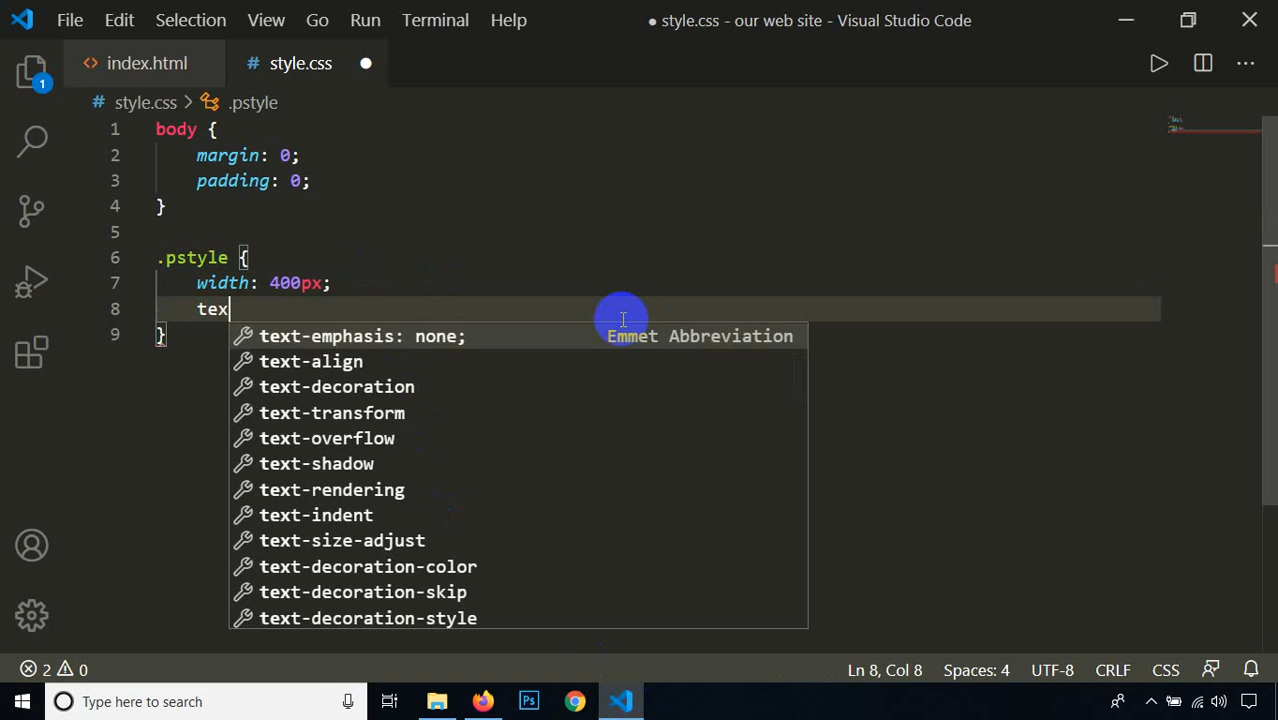 File Edit Selection View Go Run Terminal Help ● style.css - our web site - Visual Studio Code
index.html # style.css ●
# style.css > .pstyle
1 body {
2 margin: 0;
3 padding: 0;
4 }
5
6 .pstyle {
7 width: 400px;
8 tex
9 }
text-emphasis: none; Emmet Abbreviation
text-align
text-decoration
text-transform
text-overflow
text-shadow
text-rendering
text-indent
text-size-adjust
text-decoration-color
text-decoration-skip
text-decoration-style
1
2 0 Ln 8, Col 8 Spaces: 4 UTF-8 CRLF CSS
Type here to search Ps